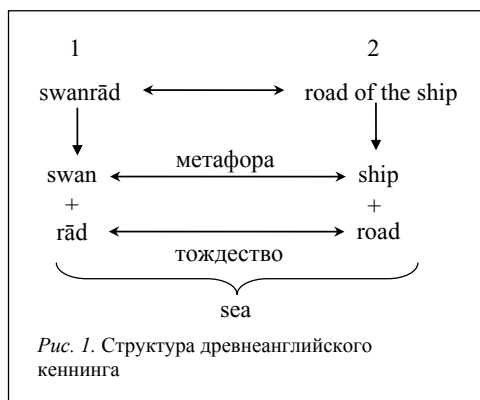 1 2
swanrād road of the ship
метафора
swan ship
+ +
rād road
тождество
sea
Рис. 1. Структура древнеанглийского
кеннинга